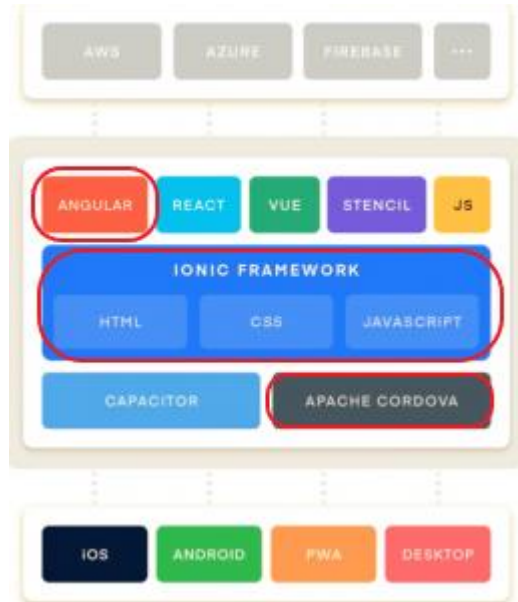 AWS AZURE FIREBASE ...
ANGULAR REACT VUE STENCIL JS
IONIC FRAMEWORK
HTML CSS JAVASCRIPT
CAPACITOR APACHE CORDOVA
iOS ANDROID PWA DESKTOP